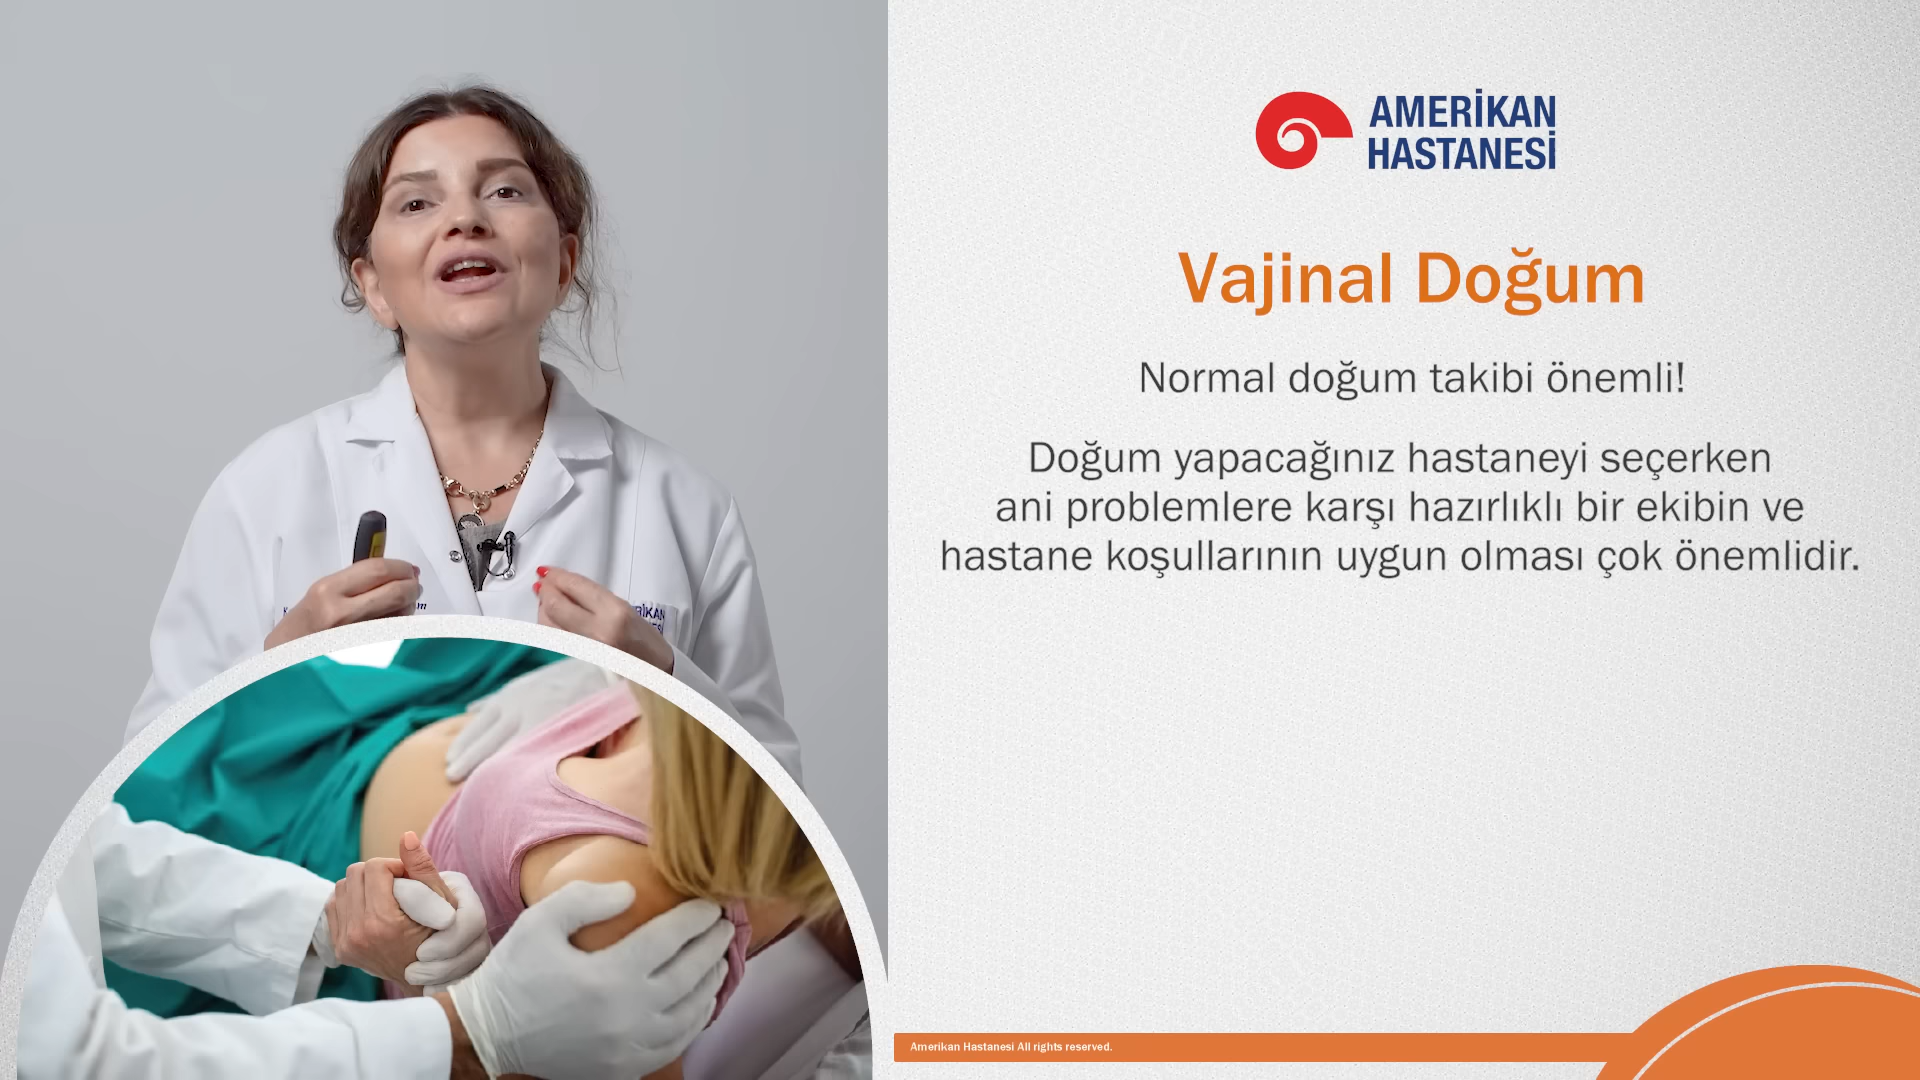 AMERİKAN
HASTANESİ
Vajinal Doğum
Normal doğum takibi önemli!
Doğum yapacağınız hastaneyi seçerken
ani problemlere karşı hazırlıklı bir ekibin ve
hastane koşullarının uygun olması çok önemlidir.
Amerikan Hastanesi All rights reserved.